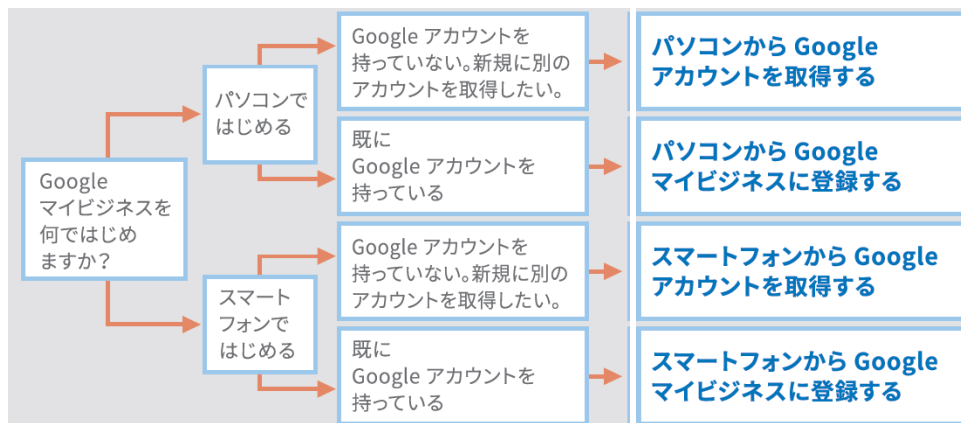 Google
マイビジネスを
何ではじめ
ますか？
パソコンで
はじめる
Google アカウントを
持っていない。新規に別の
アカウントを取得したい。
パソコンから Google
アカウントを取得する
既に
Google アカウントを
持っている
パソコンから Google
マイビジネスに登録する
スマート
フォンで
はじめる
Google アカウントを
持っていない。新規に別の
アカウントを取得したい。
スマートフォンから Google
アカウントを取得する
既に
Google アカウントを
持っている
スマートフォンから Google
マイビジネスに登録する